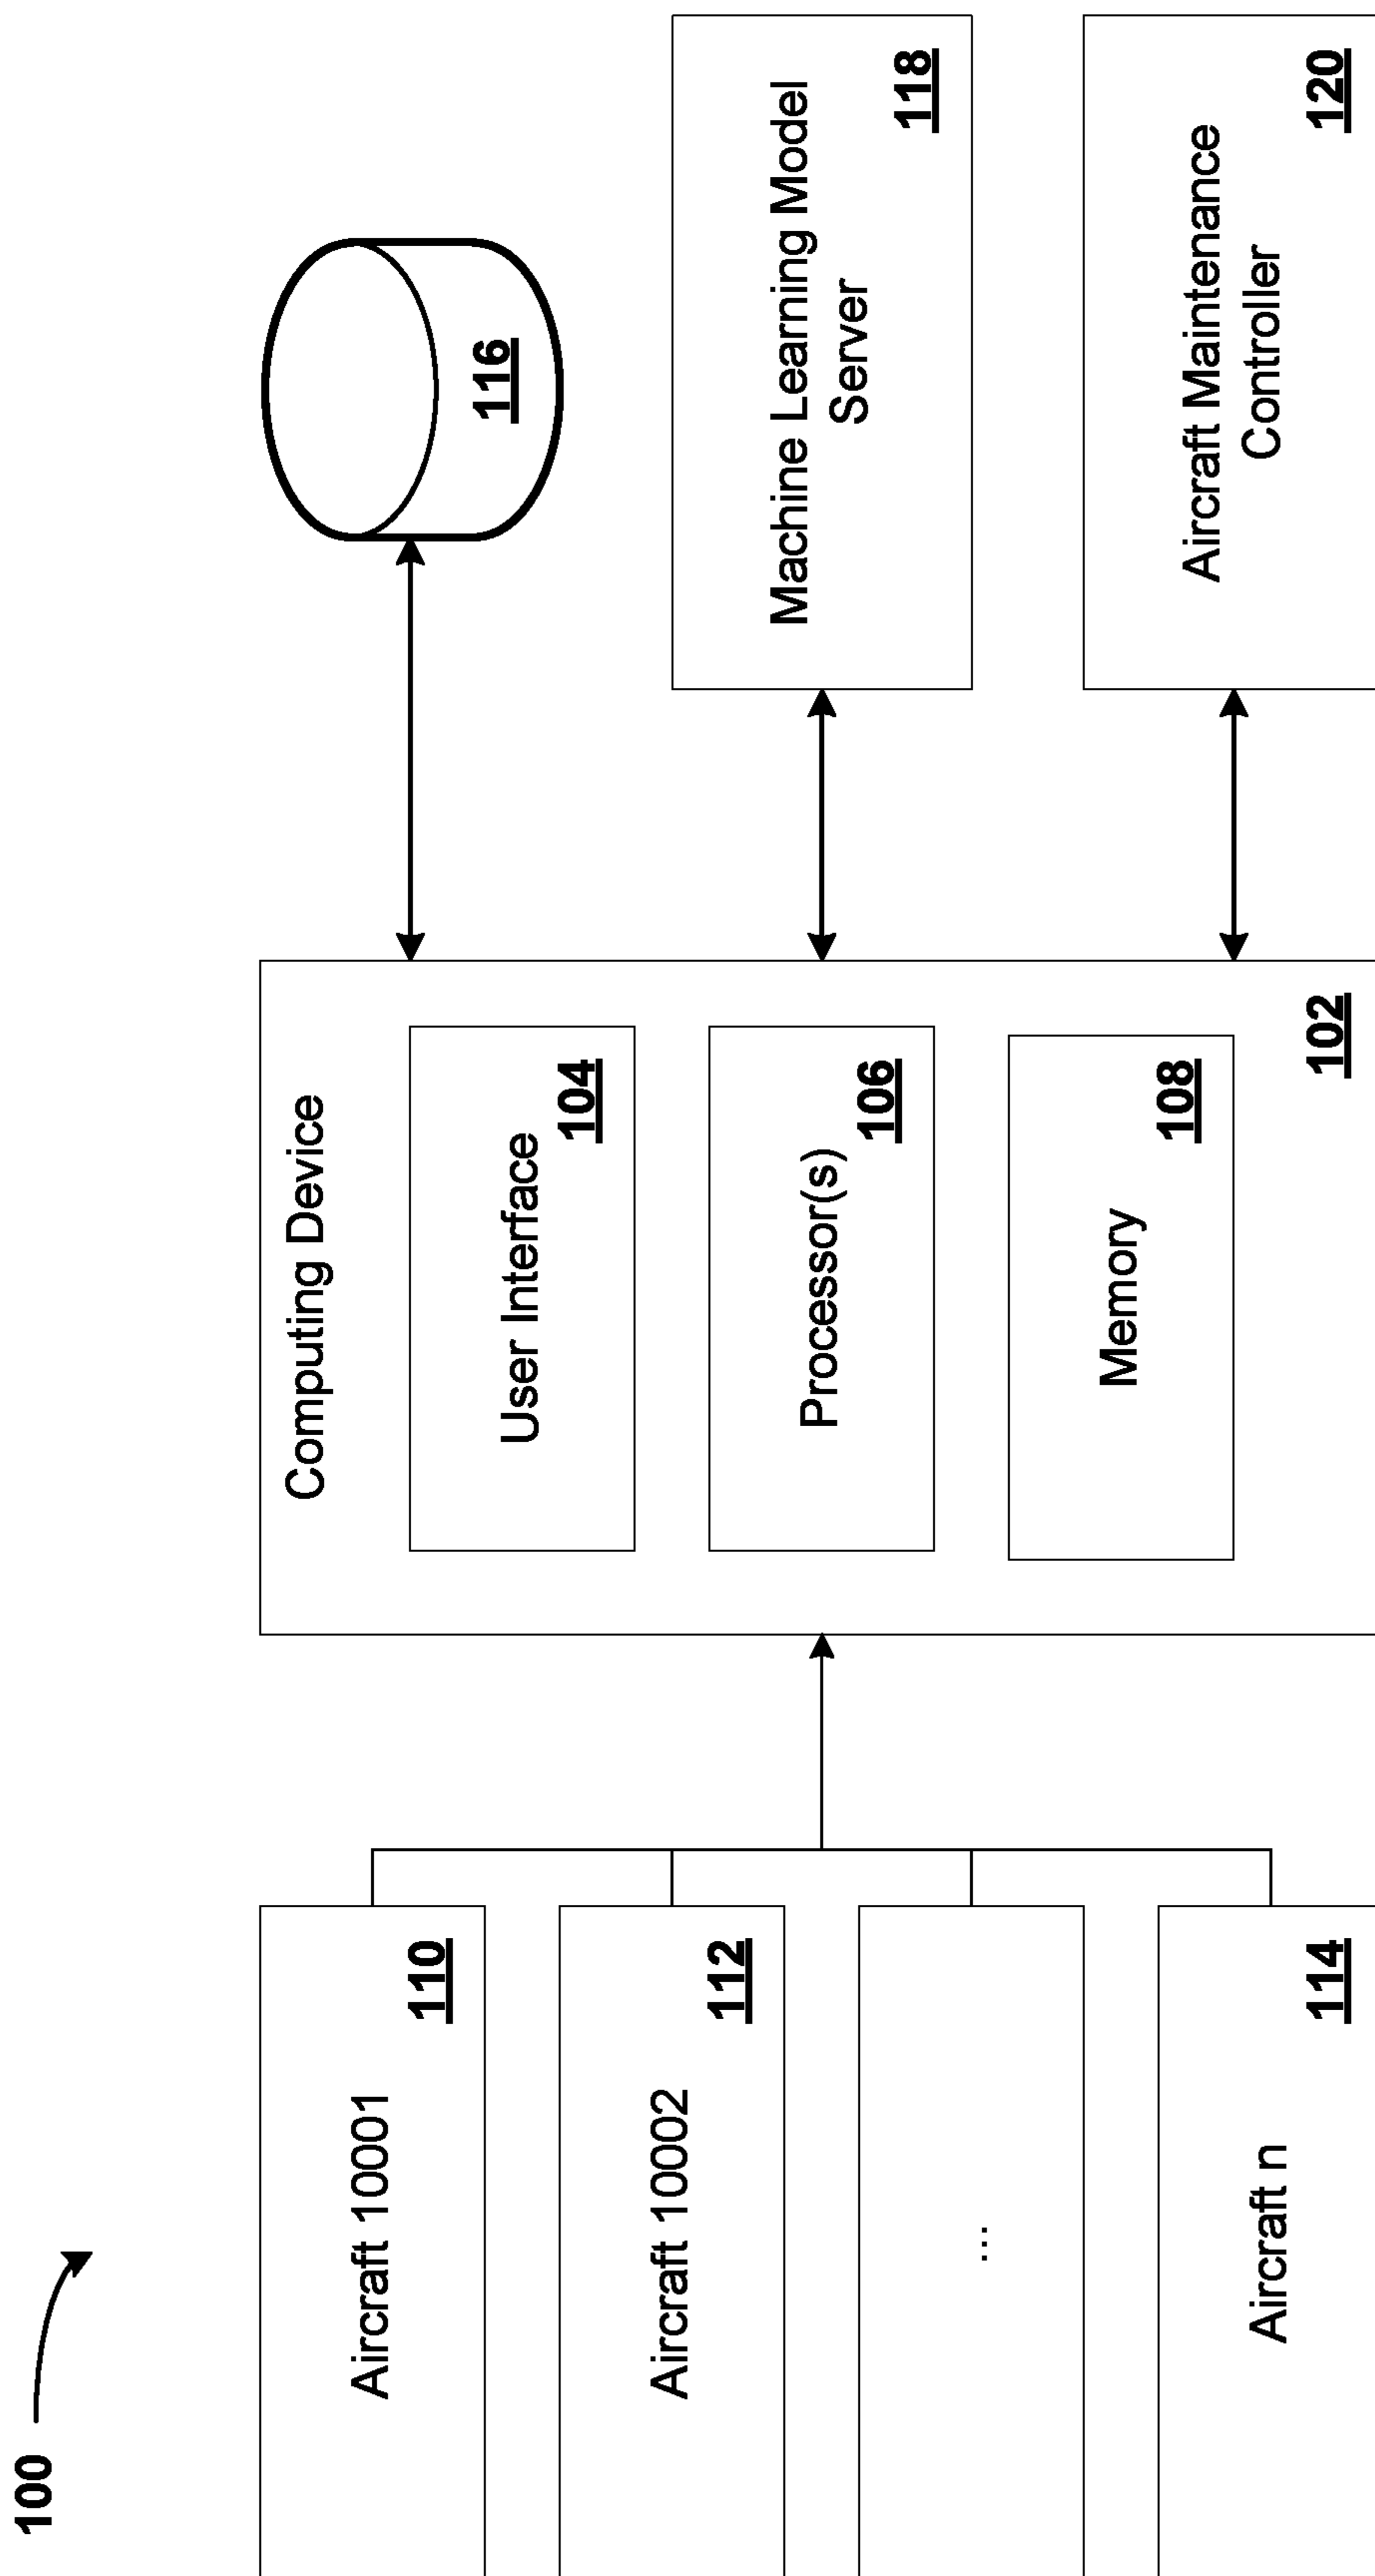 100
Aircraft 10001
110
Aircraft 10002
112
...
Aircraft n
114
Computing Device
User Interface
104
Processor(s)
106
Memory
108
102
116
Machine Learning Model
Server
118
Aircraft Maintenance
Controller
120